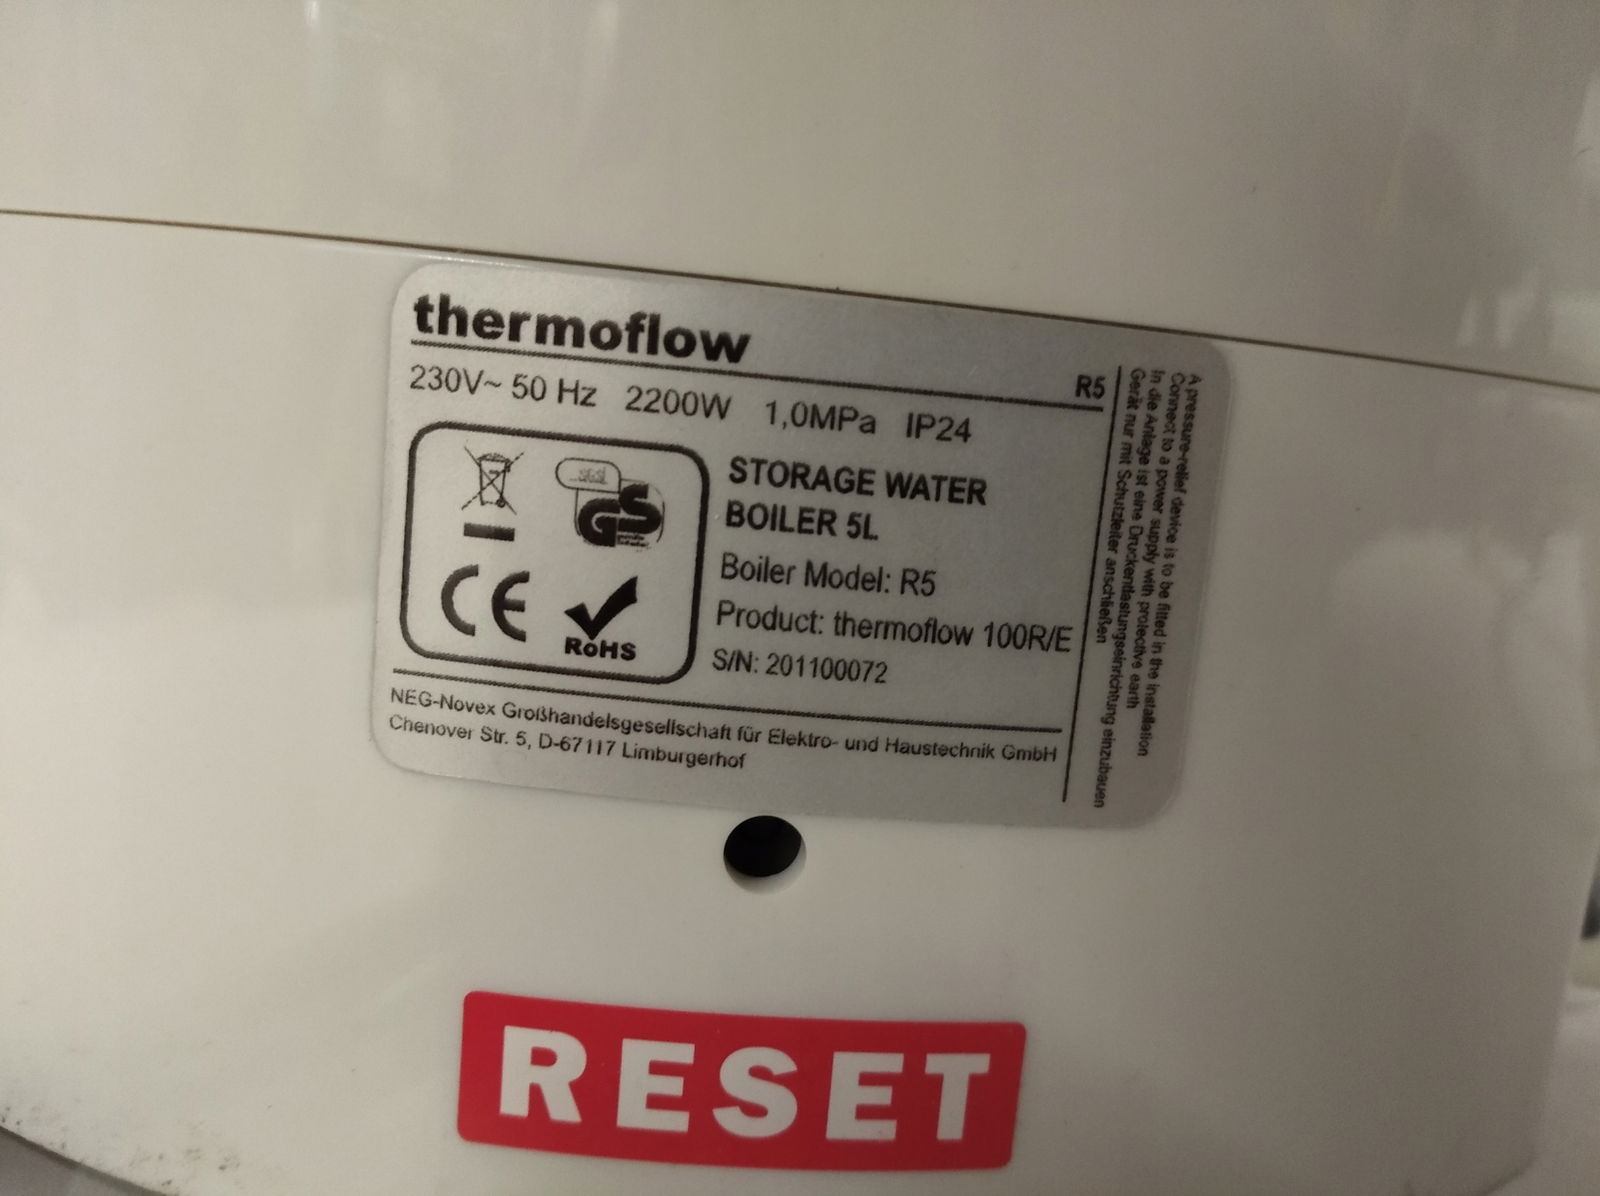 thermoflow
R5
230V~ 50 Hz 2200W 1,0MPa IP24
GS
CE
RoHS
STORAGE WATER
BOILER 5L
Boiler Model: R5
Product: thermoflow 100R/E
S/N: 201100072
NEG-Novex Großhandelsgesellschaft für Elektro- und Haustechnik GmbH
Chenover Str. 5, D-67117 Limburgerhof
A pressure-relief device is to be fitted in the installation
Connect to a power supply with protective earth
In die Anlage ist eine Druckentlastungseinrichtung einzubauen
Gerät nur mit Schutzleiter anschließen
RESET